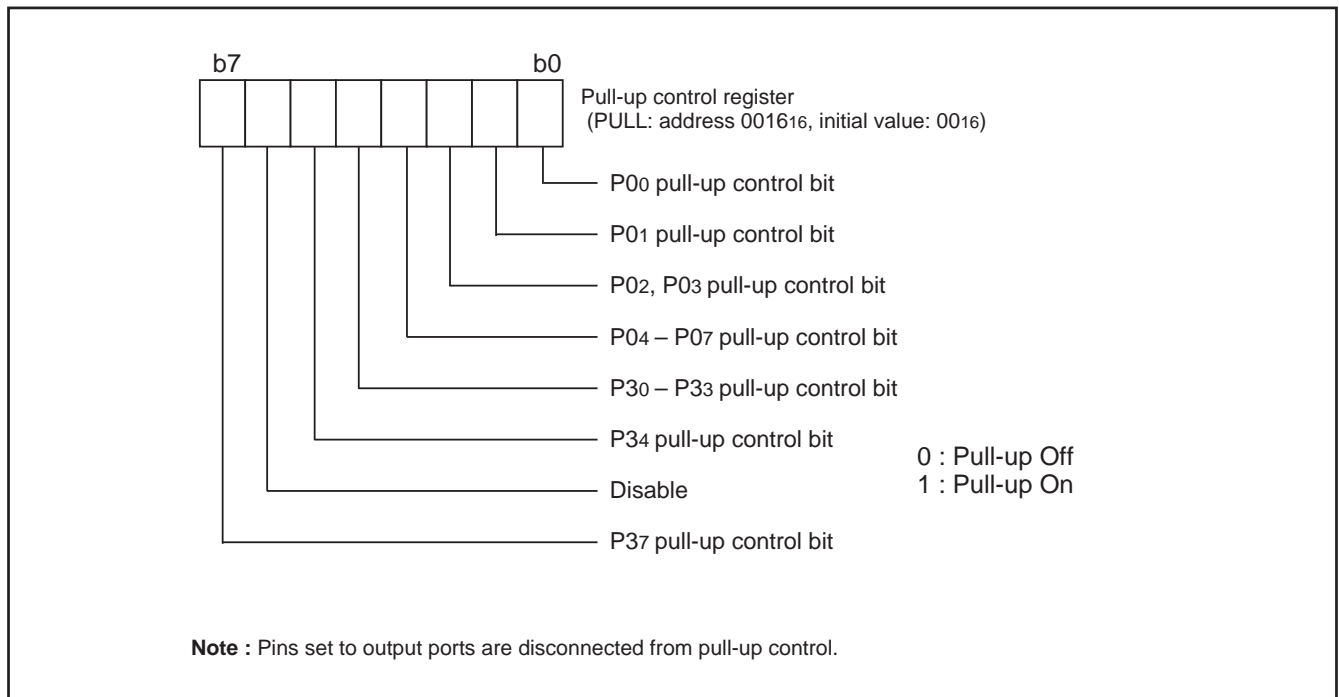 b7 b0
Pull-up control register
(PULL: address 001616, initial value: 0016)
P00 pull-up control bit
P01 pull-up control bit
P02, P03 pull-up control bit
P04 – P07 pull-up control bit
P30 – P33 pull-up control bit
P34 pull-up control bit
Disable
P37 pull-up control bit
0 : Pull-up Off
1 : Pull-up On
Note : Pins set to output ports are disconnected from pull-up control.